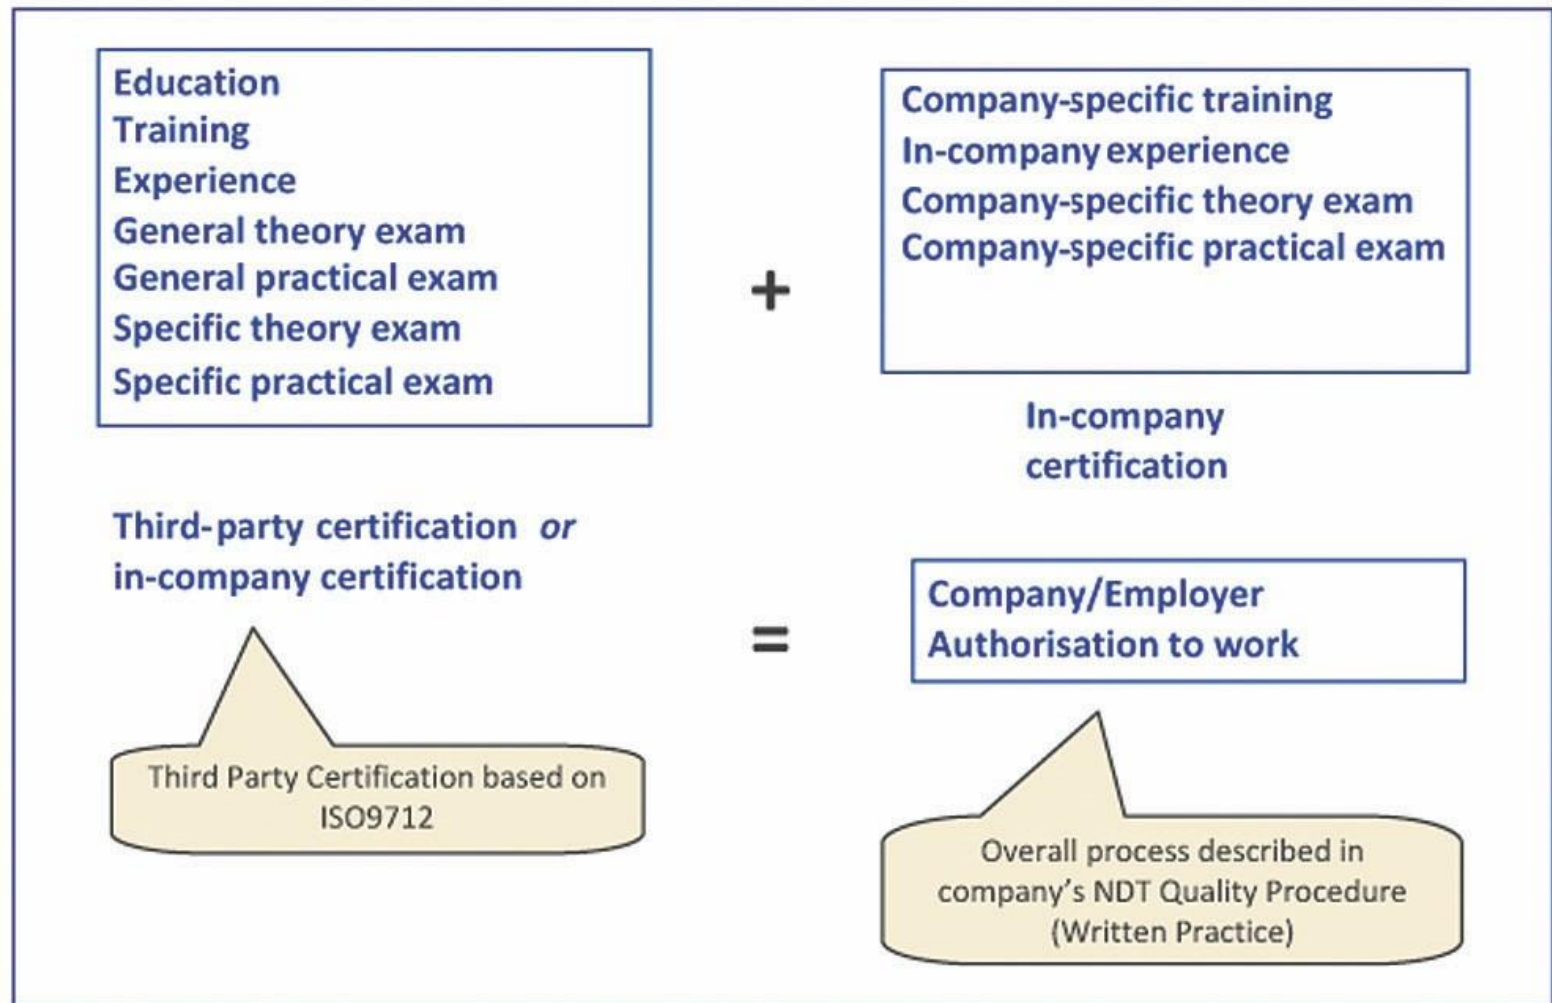 Education
Training
Experience
General theory exam
General practical exam
Specific theory exam
Specific practical exam
Third-party certification or
in-company certification
Third Party Certification based on
ISO9712
+
=
Company-specific training
In-company experience
Company-specific theory exam
Company-specific practical exam
In-company
certification
Company/Employer
Authorisation to work
Overall process described in
company's NDT Quality Procedure
(Written Practice)